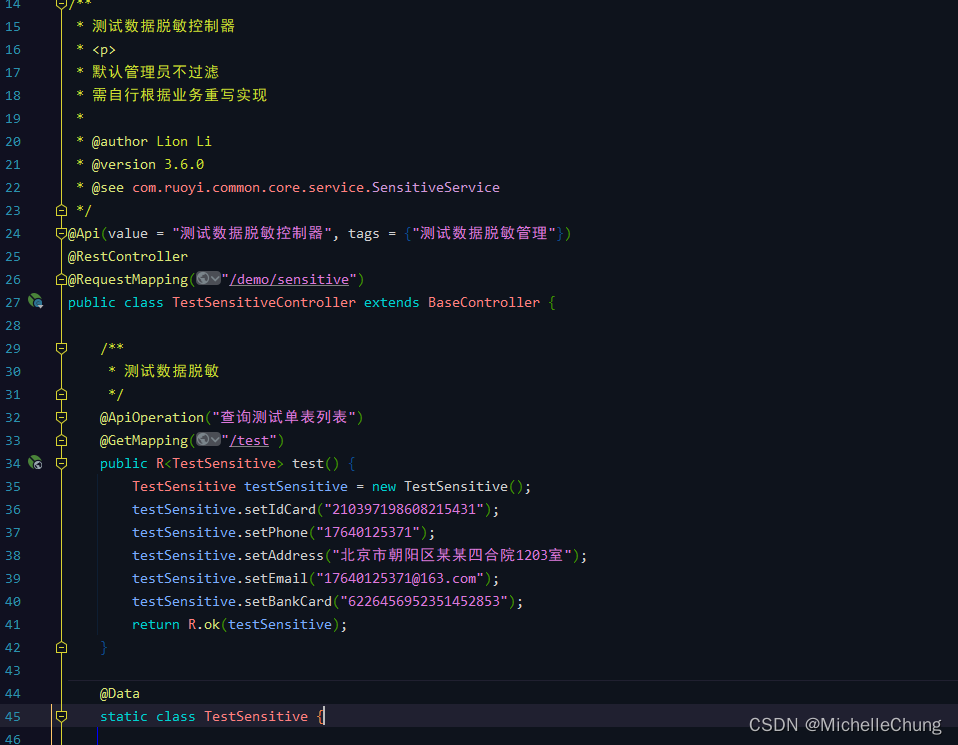 14 /**
15 * 测试数据脱敏控制器
16 * <p>
17 * 默认管理员不过滤
18 * 需自行根据业务重写实现
19 *
20 * @author Lion Li
21 * @version 3.6.0
22 * @see com.ruoyi.common.core.service.SensitiveService
23 */
24 @Api(value = "测试数据脱敏控制器", tags = {"测试数据脱敏管理"})
25 @RestController
26 @RequestMapping("/demo/sensitive")
27 public class TestSensitiveController extends BaseController {
28
29 /**
30 * 测试数据脱敏
31 */
32 @ApiOperation("查询测试单表列表")
33 @GetMapping("/test")
34 public R<TestSensitive> test() {
35 TestSensitive testSensitive = new TestSensitive();
36 testSensitive.setIdCard("210397198608215431");
37 testSensitive.setPhone("17640125371");
38 testSensitive.setAddress("北京市朝阳区某某四合院1203室");
39 testSensitive.setEmail("17640125371@163.com");
40 testSensitive.setBankCard("6226456952351452853");
41 return R.ok(testSensitive);
42 }
43
44 @Data
45 static class TestSensitive {
46
CSDN @MichelleChung